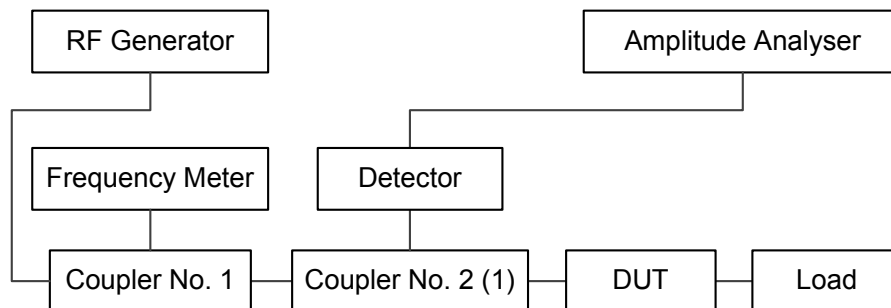 RF Generator
Amplitude Analyser
Frequency Meter
Detector
Coupler No. 1
Coupler No. 2 (1)
DUT
Load